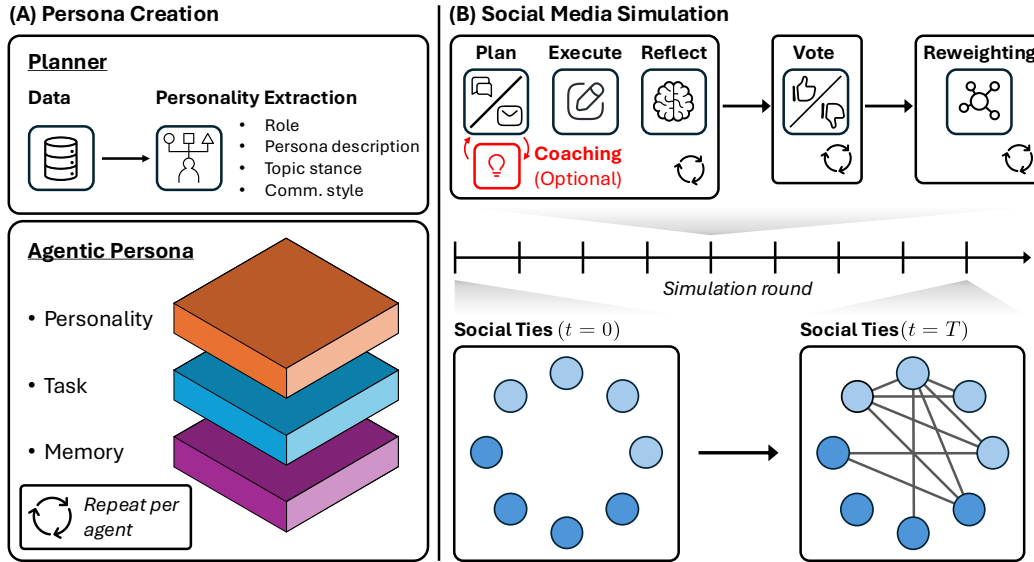 (A) Persona Creation
Planner
Data
Personality Extraction
• Role
• Persona description
• Topic stance
• Comm. style
Agentic Persona
• Personality
• Task
• Memory
Repeat per
agent
(B) Social Media Simulation
Plan
Execute
Reflect
Coaching
(Optional)
Vote
Reweighting
Simulation round
Social Ties (t = 0)
Social Ties (t = T)